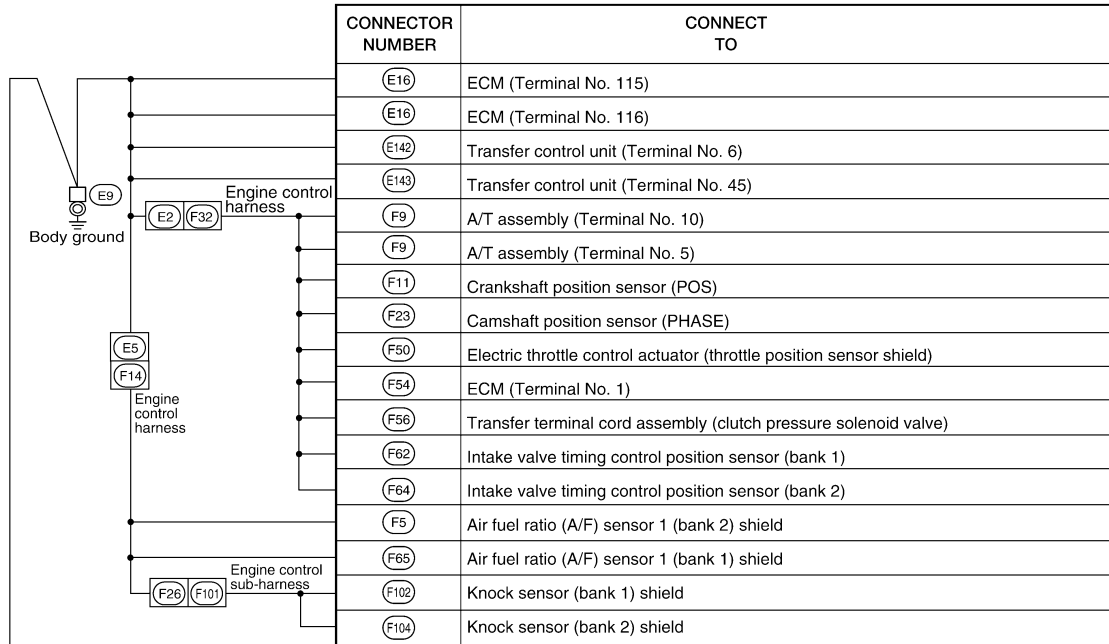 CONNECTOR NUMBER CONNECT TO
E16 ECM (Terminal No. 115)
E16 ECM (Terminal No. 116)
E142 Transfer control unit (Terminal No. 6)
E143 Transfer control unit (Terminal No. 45)
E9
Body ground
E2 F32
Engine control
harness
F9 A/T assembly (Terminal No. 10)
F9 A/T assembly (Terminal No. 5)
F11 Crankshaft position sensor (POS)
F23 Camshaft position sensor (PHASE)
E5
F14
Engine
control
harness
F50 Electric throttle control actuator (throttle position sensor shield)
F54 ECM (Terminal No. 1)
F56 Transfer terminal cord assembly (clutch pressure solenoid valve)
F62 Intake valve timing control position sensor (bank 1)
F64 Intake valve timing control position sensor (bank 2)
F5 Air fuel ratio (A/F) sensor 1 (bank 2) shield
F65 Air fuel ratio (A/F) sensor 1 (bank 1) shield
F26 F101
Engine control
sub-harness
F102 Knock sensor (bank 1) shield
F104 Knock sensor (bank 2) shield